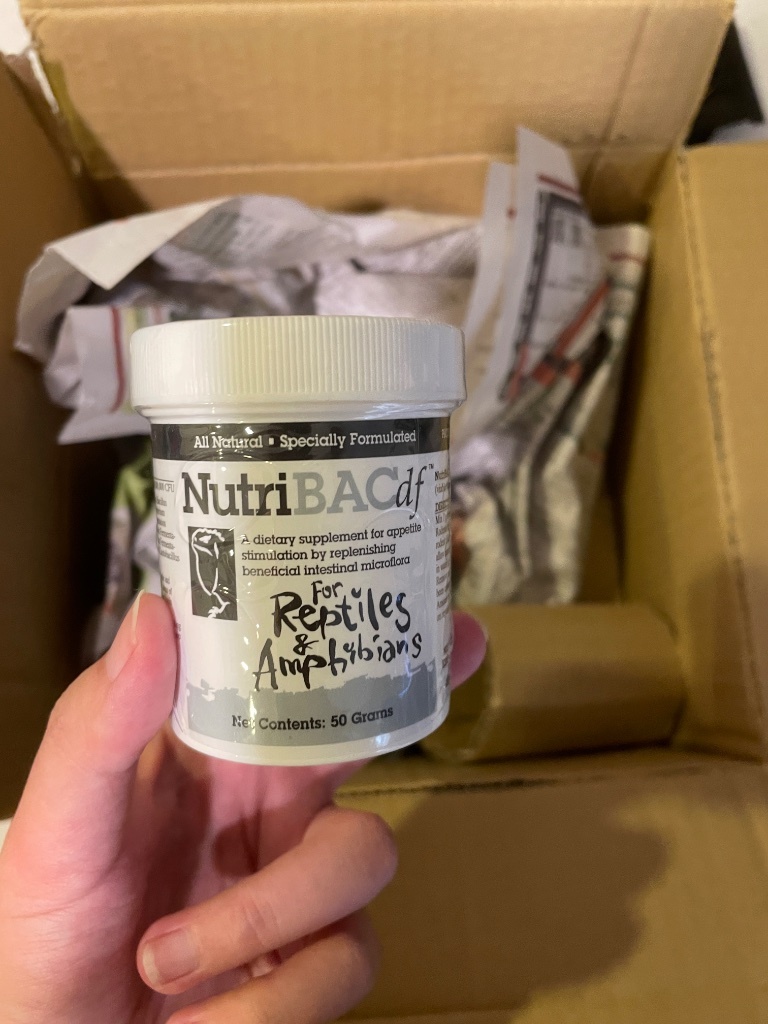 All Natural ▪ Specially Formulated
NutriBACdf™
A dietary supplement for appetite
stimulation by replenishing
beneficial intestinal microflora
For
Reptiles
&
Amphibians
Net Contents: 50 Grams